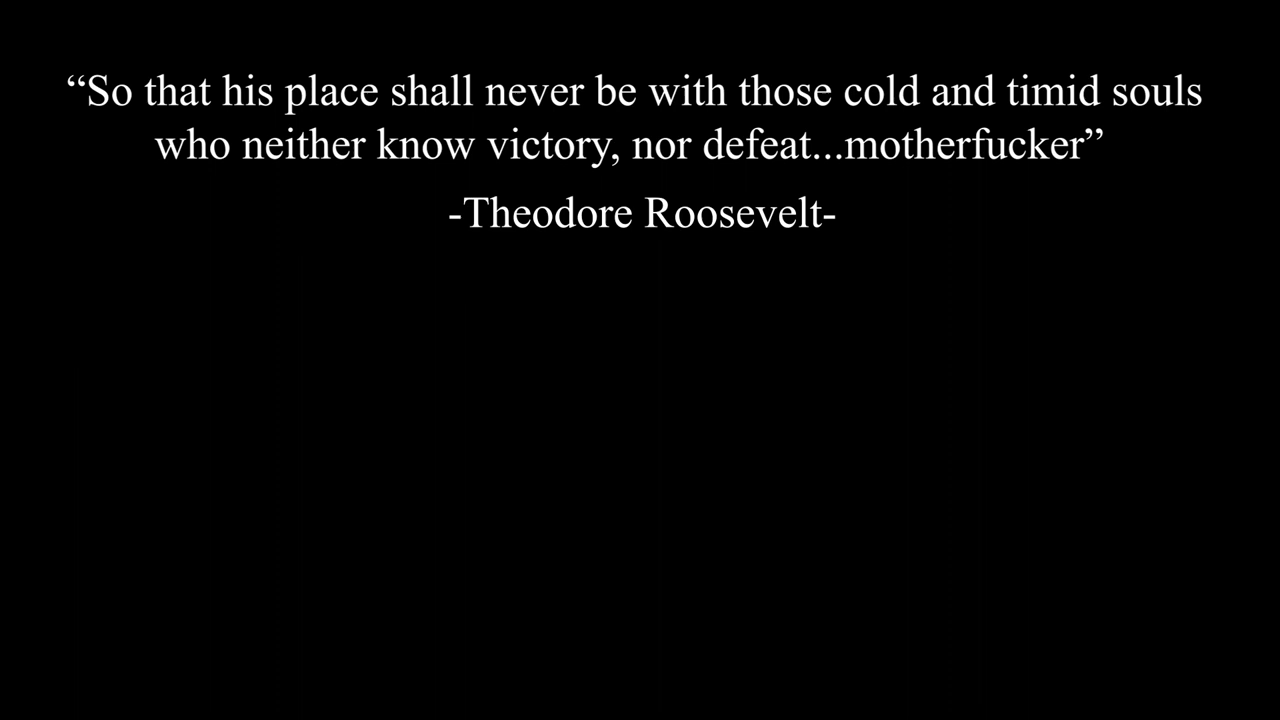 “So that his place shall never be with those cold and timid souls
who neither know victory, nor defeat...motherfucker”
-Theodore Roosevelt-